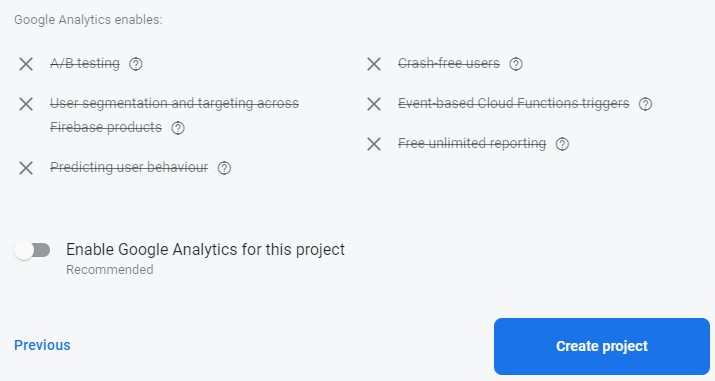 Google Analytics enables:
A/B testing
Crash-free users
User segmentation and targeting across
Firebase products
Event-based Cloud Functions triggers
Predicting user behaviour
Free unlimited reporting
Enable Google Analytics for this project
Recommended
Previous
Create project